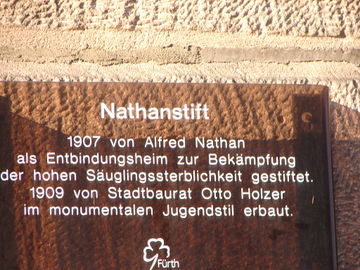 Nathanstift
1907 von Alfred Nathan
als Entbindungsheim zur Bekämpfung
der hohen Säuglingssterblichkeit gestiftet.
1909 von Stadtbaurat Otto Holzer
im monumentalen Jugendstil erbaut.
Fürth